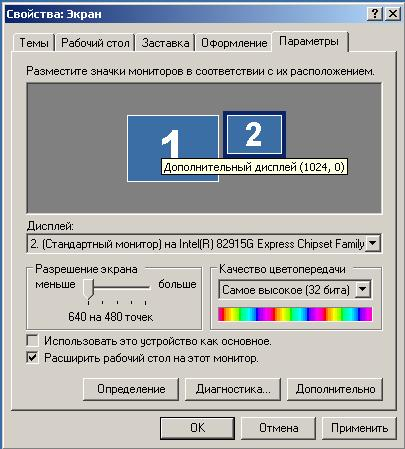 Свойства: Экран
Темы Рабочий стол Заставка Оформление Параметры
Разместите значки мониторов в соответствии с их расположением.
1 2
Дополнительный дисплей (1024, 0)
Дисплей:
2. (Стандартный монитор) на Intel(R) 82915G Express Chipset Family
Разрешение экрана
меньше больше
640 на 480 точек
Качество цветопередачи
Самое высокое (32 бита)
Использовать это устройство как основное.
Расширить рабочий стол на этот монитор.
Определение Диагностика... Дополнительно
ОК Отмена Применить